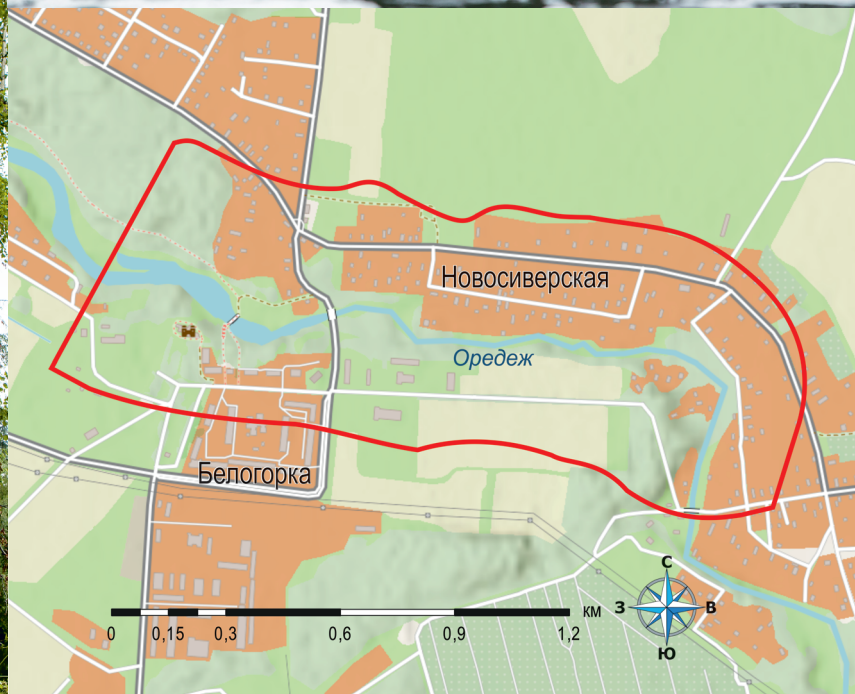 Новосиверская
Оредеж
Белогорка
С
З
В
Ю
км
0
0,15
0,3
0,6
0,9
1,2